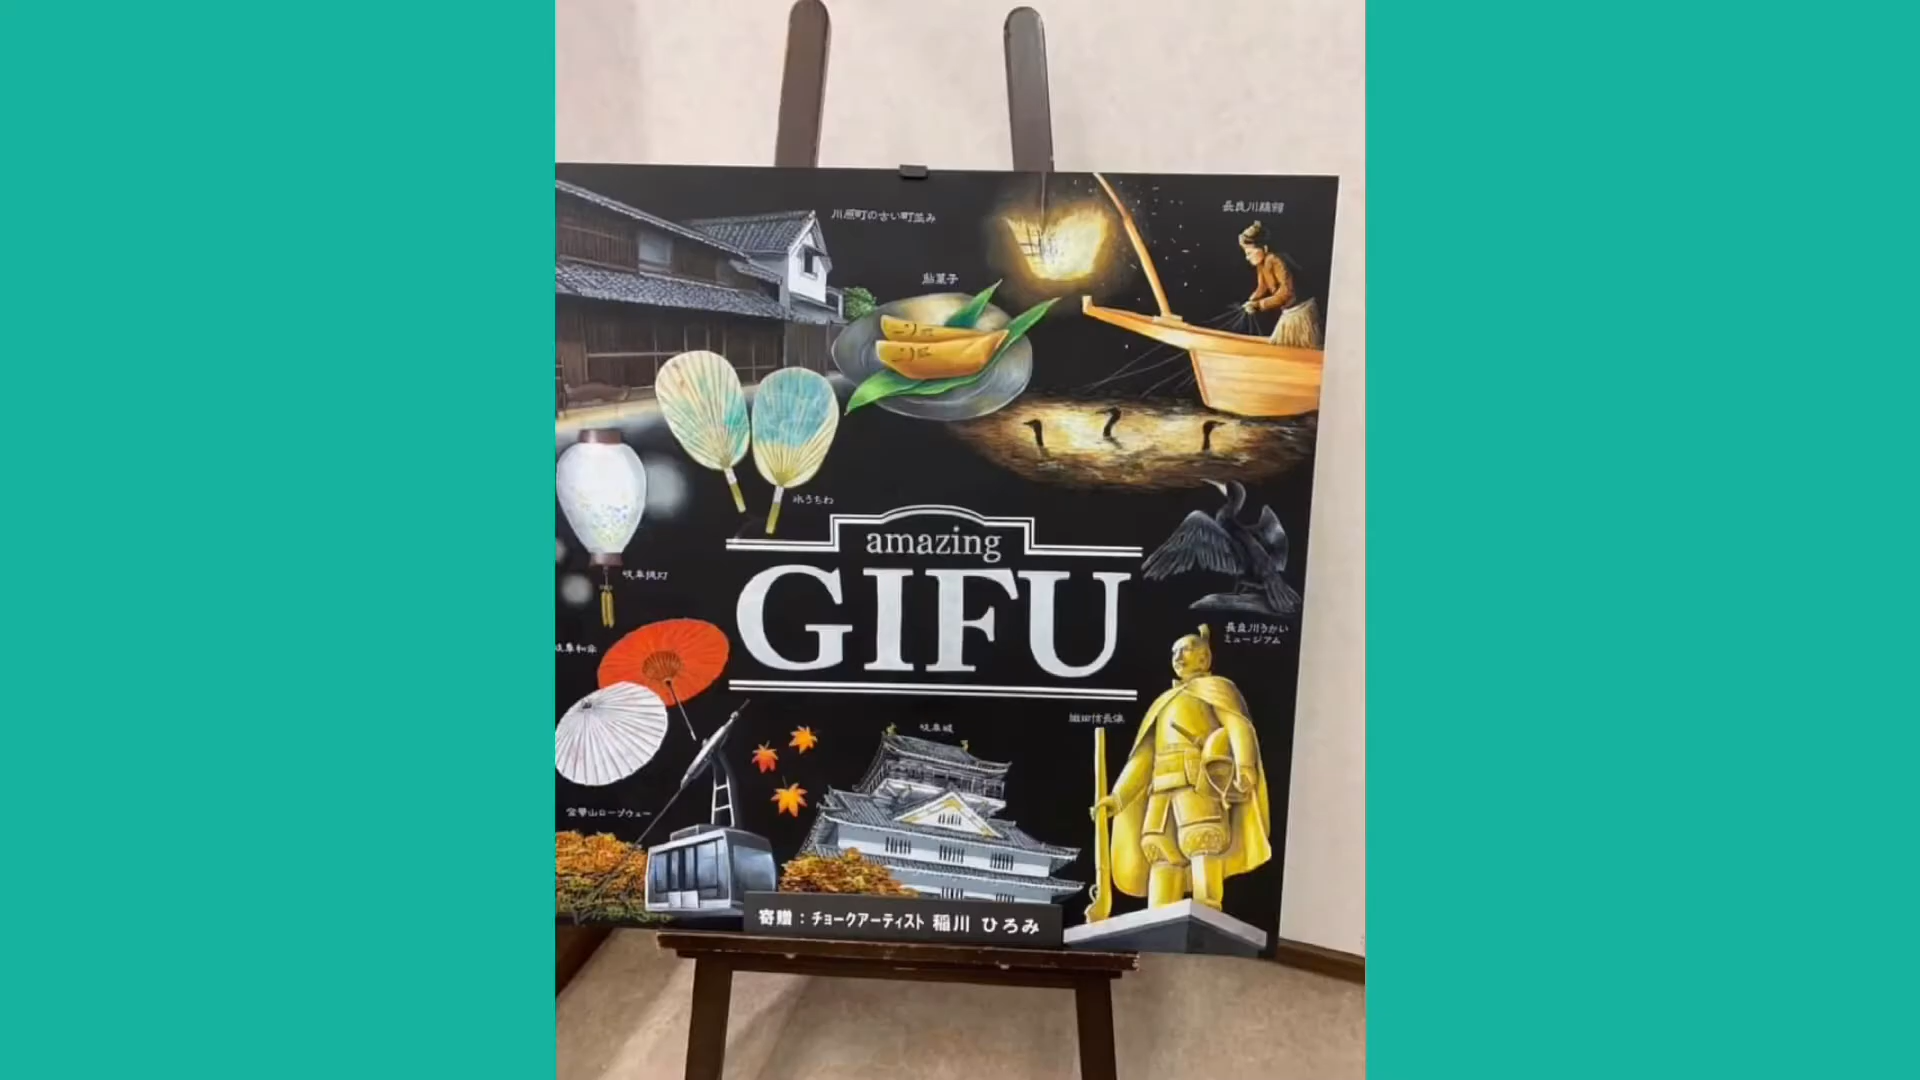 川原町の古い町並み
長良川鵜飼
鮎菓子
水うちわ
岐阜提灯
amazing
GIFU
長良川うかい
ミュージアム
岐阜和傘
織田信長像
岐阜城
金華山ロープウェー
寄贈：チョークアーティスト 稲川 ひろみ